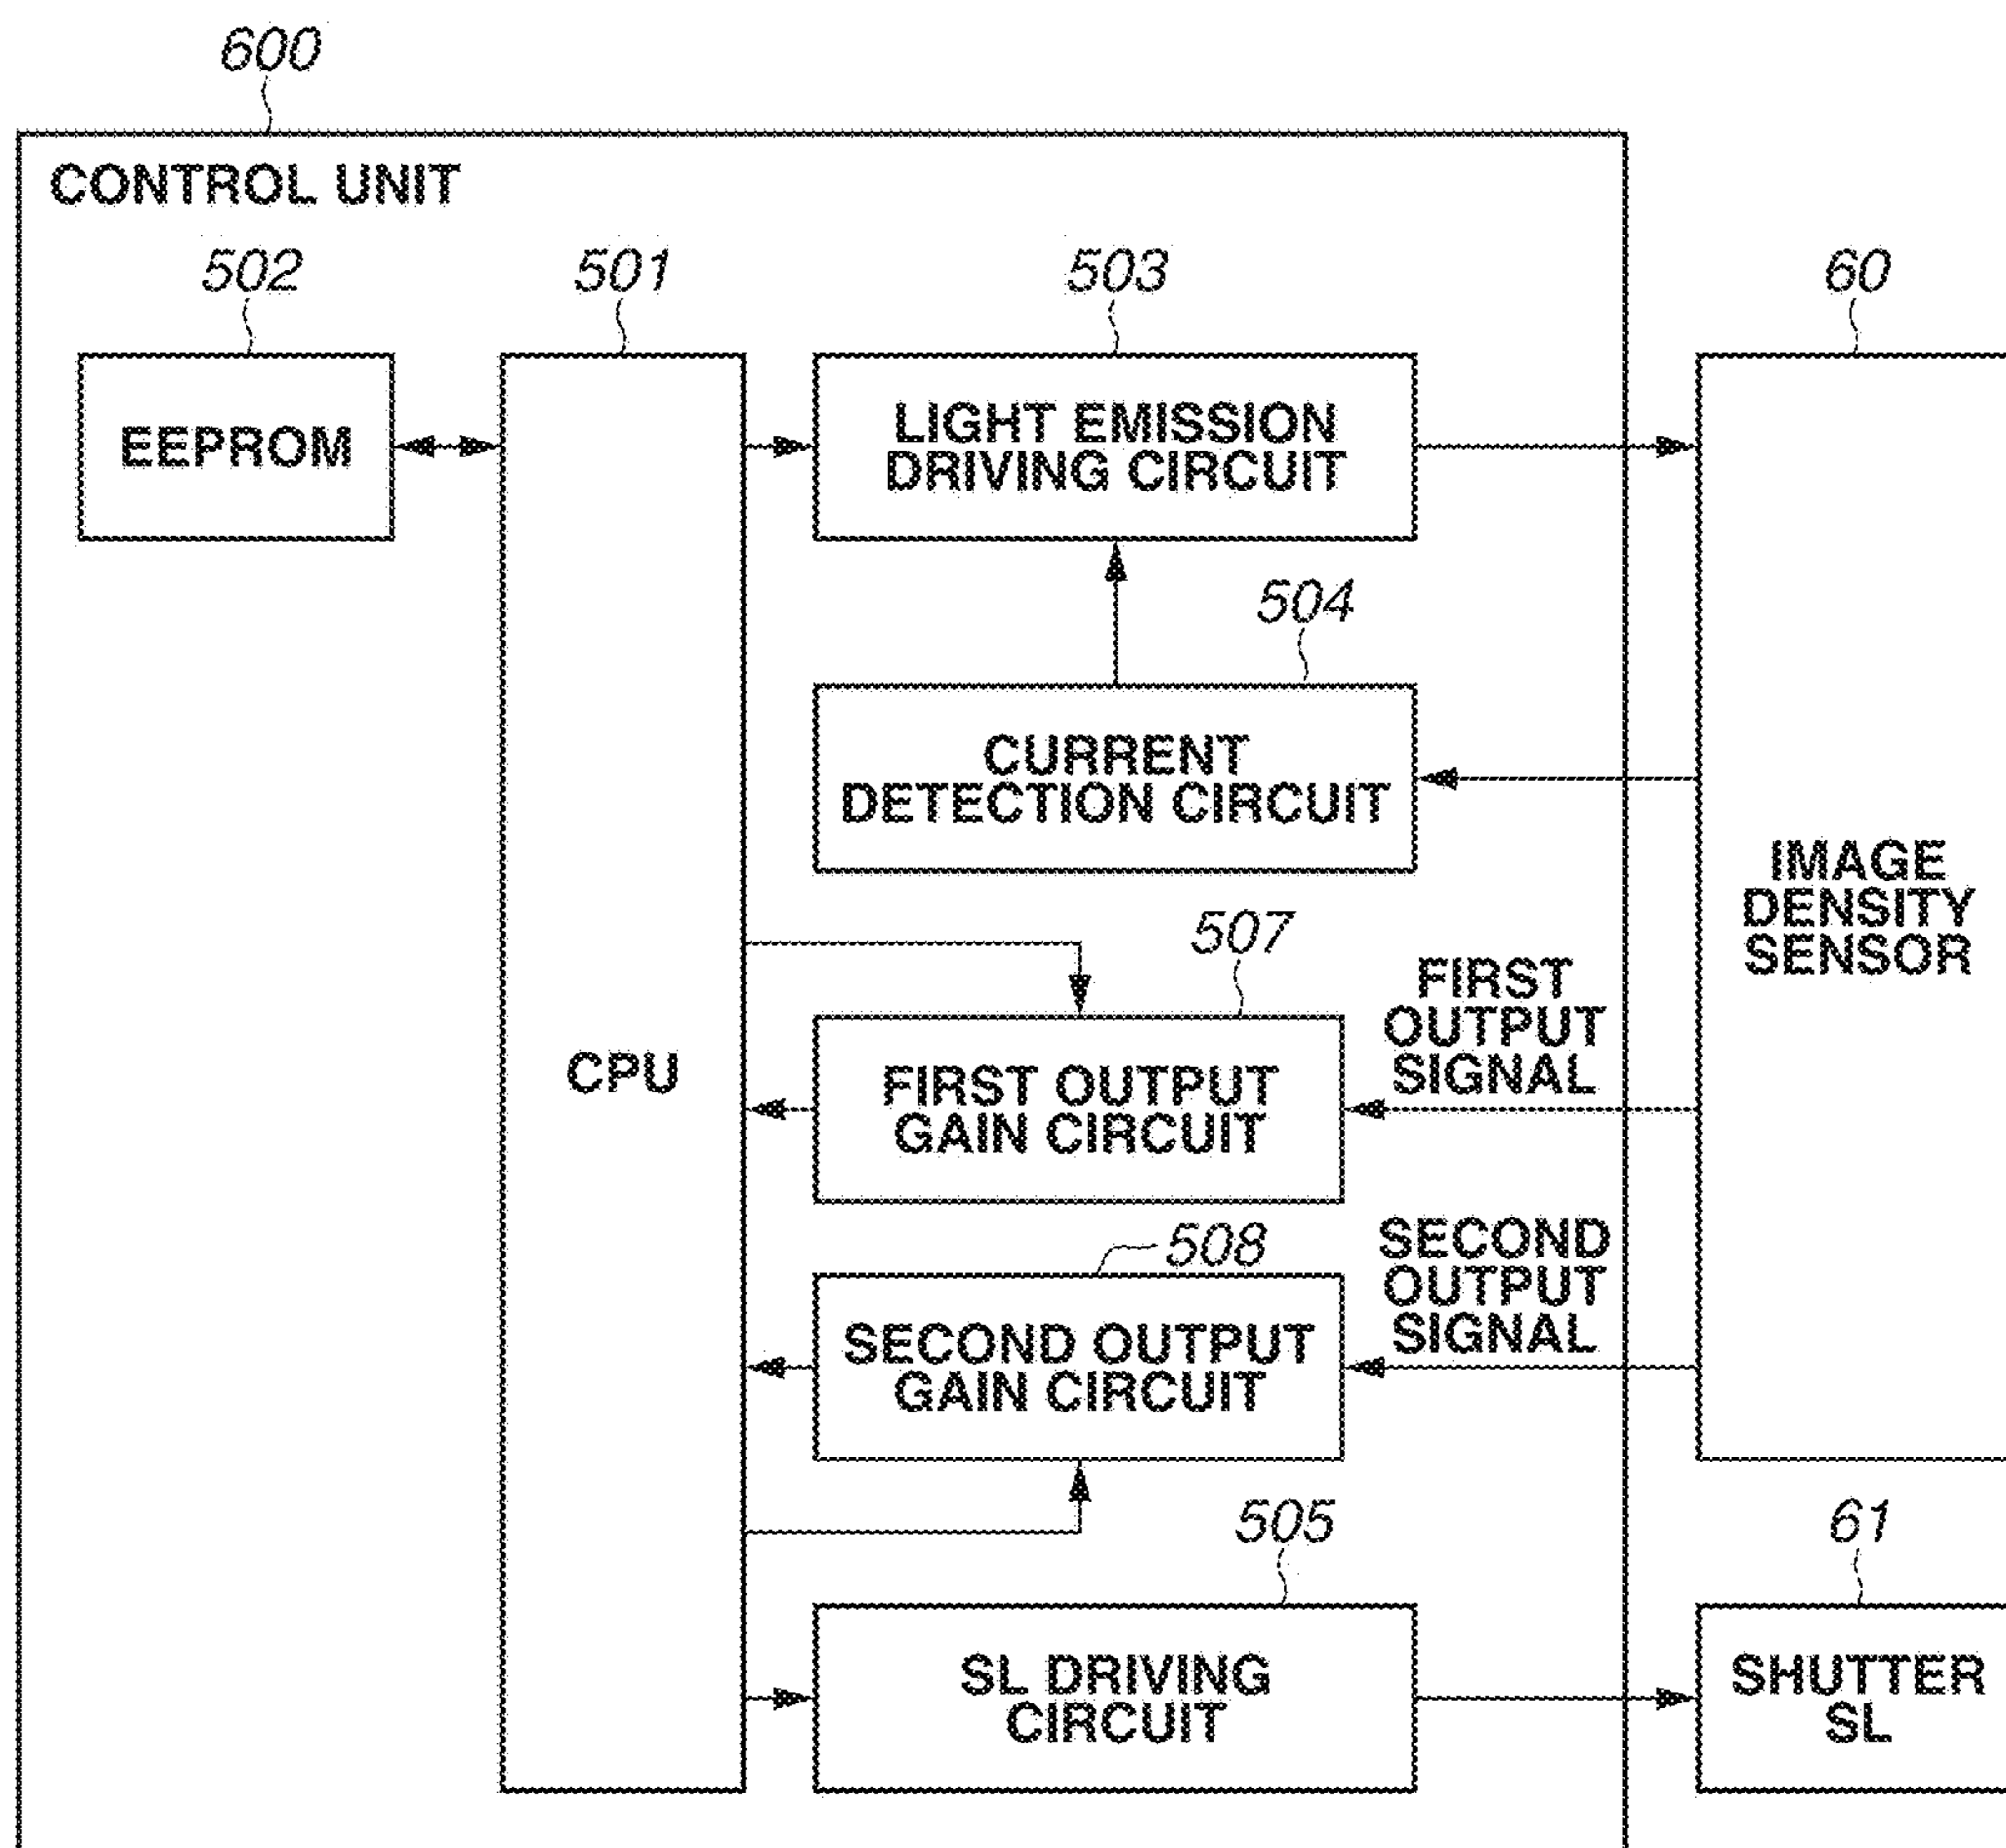 600
CONTROL UNIT
502
501
503
60
EEPROM
LIGHT EMISSION
DRIVING CIRCUIT
504
CURRENT
DETECTION CIRCUIT
IMAGE
DENSITY
SENSOR
507
FIRST
OUTPUT
SIGNAL
CPU
FIRST OUTPUT
GAIN CIRCUIT
508
SECOND
OUTPUT
SIGNAL
SECOND OUTPUT
GAIN CIRCUIT
505
61
SL DRIVING
CIRCUIT
SHUTTER
SL